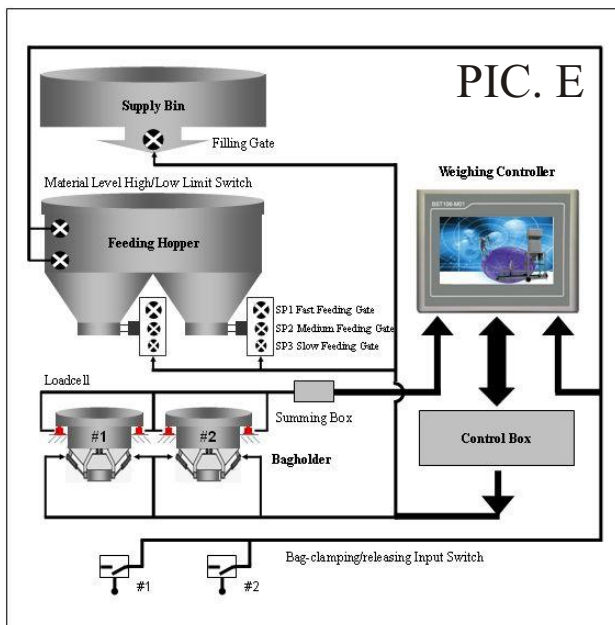 PIC. E
Supply Bin
Filling Gate
Material Level High/Low Limit Switch
Weighing Controller
BST106-M01
Feeding Hopper
SP1 Fast Feeding Gate
SP2 Medium Feeding Gate
SP3 Slow Feeding Gate
Loadcell
Summing Box
#1
#2
Bagholder
Control Box
Bag-clamping/releasing Input Switch
#1
#2